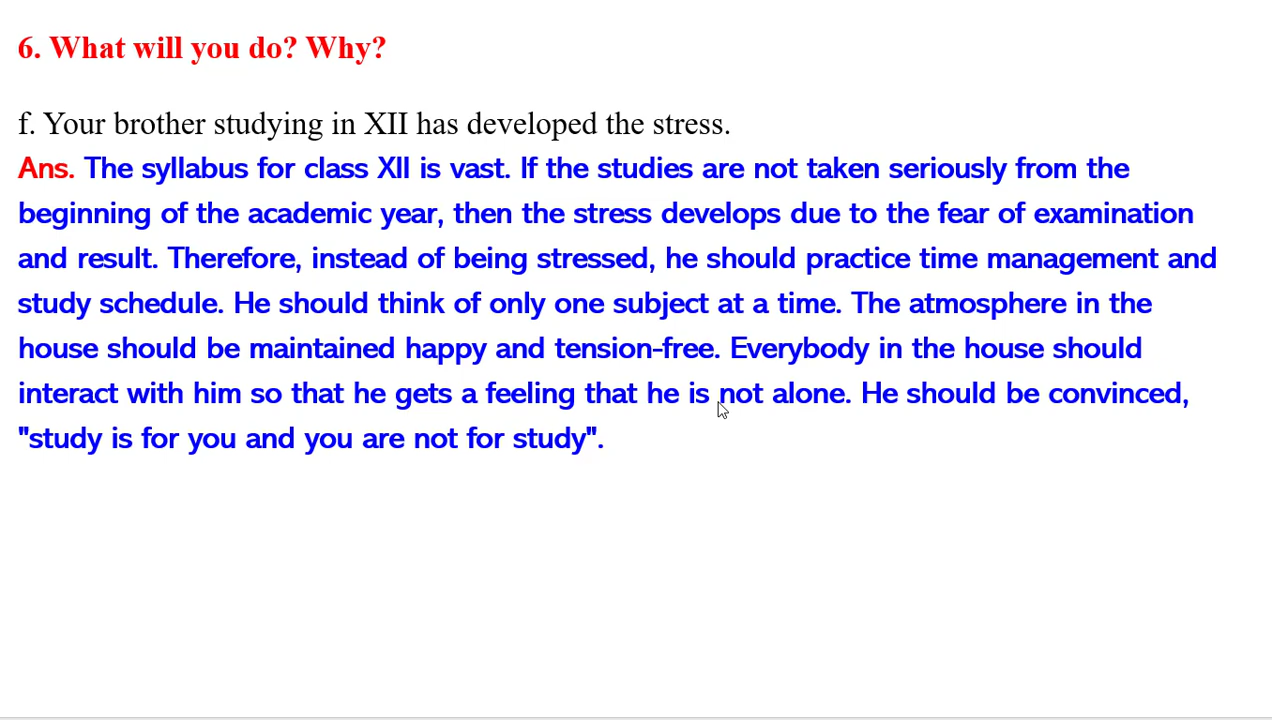 6. What will you do? Why?
f. Your brother studying in XII has developed the stress.
Ans. The syllabus for class XII is vast. If the studies are not taken seriously from the
beginning of the academic year, then the stress develops due to the fear of examination
and result. Therefore, instead of being stressed, he should practice time management and
study schedule. He should think of only one subject at a time. The atmosphere in the
house should be maintained happy and tension-free. Everybody in the house should
interact with him so that he gets a feeling that he is not alone. He should be convinced,
"study is for you and you are not for study".